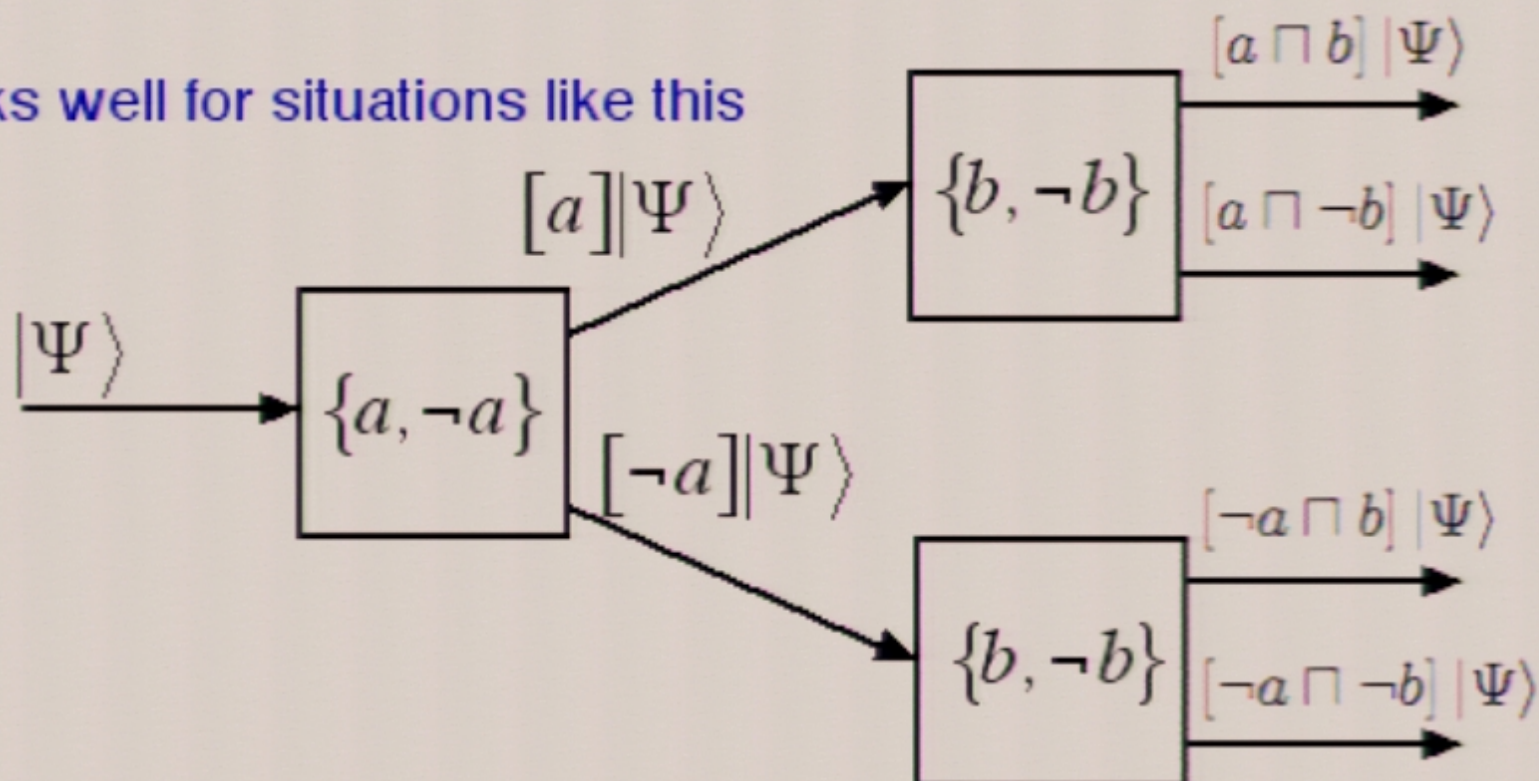 ks well for situations like this
[a ⊓ b] |Ψ⟩
[a ⊓ ¬b] |Ψ⟩
[a]|Ψ⟩
{b, ¬b}
|Ψ⟩
{a, ¬a}
[¬a]|Ψ⟩
[¬a ⊓ b] |Ψ⟩
{b, ¬b}
[¬a ⊓ ¬b] |Ψ⟩